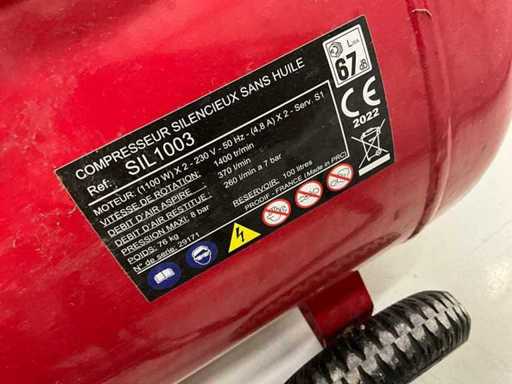 COMPRESSEUR SILENCIEUX SANS HUILE
Ref: SIL1003
MOTEUR: (1100 W) X 2 - 230 V - 50 Hz - (4,8 A) X 2 - Serv. S1
VITESSE DE ROTATION: 1400 tr/min
DEBIT D'AIR ASPIRE : 370 l/min
DEBIT D'AIR RESTITUE : 260 l/min a 7 bar
PRESSION MAXI: 8 bar
POIDS: 76 kg
RESERVOIR: 100 litres
N° de serie: 29171
PRODIF - FRANCE (Made in PRC)
LWA
67 dB
CE
2022